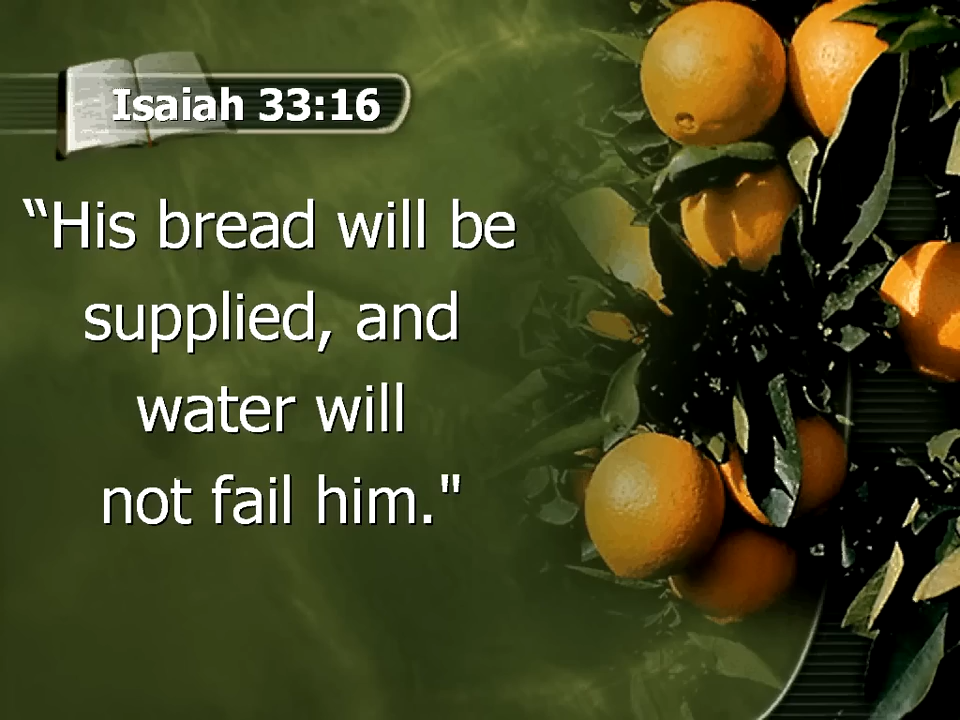 Isaiah 33:16
“His bread will be
supplied, and
water will
not fail him."